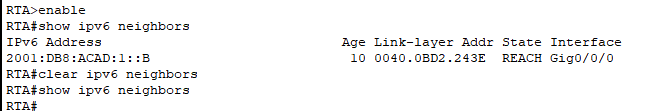 RTA>enable
RTA#show ipv6 neighbors
IPv6 Address Age Link-layer Addr State Interface
2001:DB8:ACAD:1::B 10 0040.0BD2.243E REACH Gig0/0/0
RTA#clear ipv6 neighbors
RTA#show ipv6 neighbors
RTA#